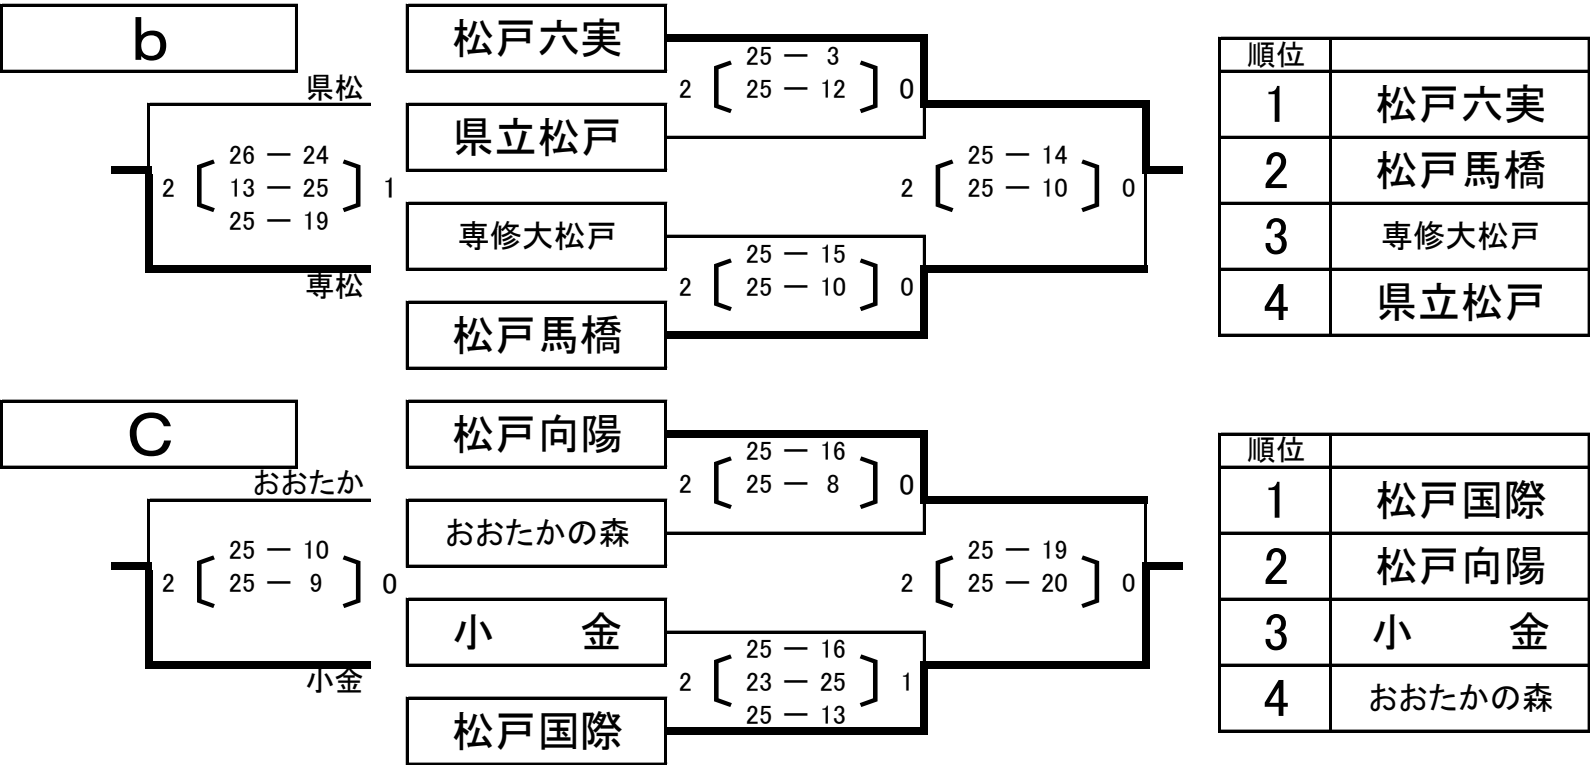 b
松戸六実
県立松戸
専修大松戸
松戸馬橋
県松
2 26 － 24 1
13 － 25
25 － 19
専松
2 25 － 3 0
25 － 12
2 25 － 15 0
25 － 10
2 25 － 14 0
25 － 10
順位
1 松戸六実
2 松戸馬橋
3 専修大松戸
4 県立松戸
C
松戸向陽
おおたかの森
小 金
松戸国際
おおたか
2 25 － 10 0
25 － 9
小金
2 25 － 16 0
25 － 8
2 25 － 16 1
23 － 25
25 － 13
2 25 － 19 0
25 － 20
順位
1 松戸国際
2 松戸向陽
3 小 金
4 おおたかの森